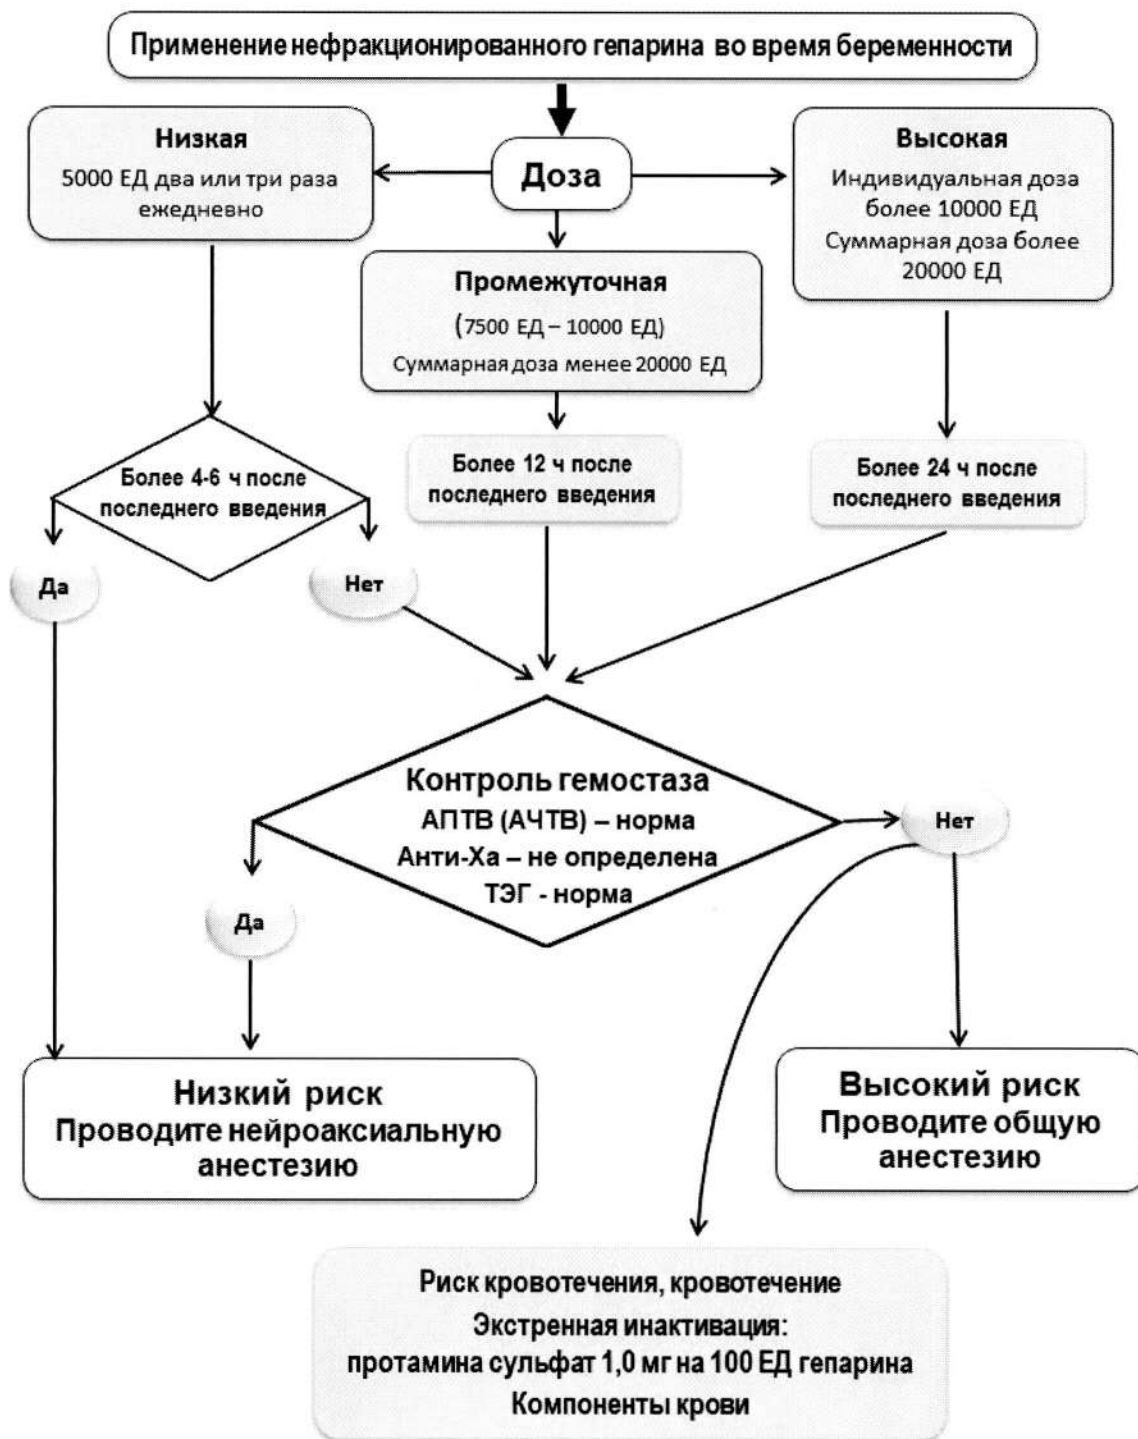 Применение нефракционированного гепарина во время беременности
Доза
Низкая
5000 ЕД два или три раза
ежедневно
Промежуточная
(7500 ЕД – 10000 ЕД)
Суммарная доза менее 20000 ЕД
Высокая
Индивидуальная доза
более 10000 ЕД
Суммарная доза более
20000 ЕД
Более 4-6 ч после
последнего введения
Более 12 ч после
последнего введения
Более 24 ч после
последнего введения
Да
Нет
Контроль гемостаза
АПТВ (АЧТВ) – норма
Анти-Ха – не определена
ТЭГ - норма
Нет
Да
Низкий риск
Проводите нейроаксиальную
анестезию
Высокий риск
Проводите общую
анестезию
Риск кровотечения, кровотечение
Экстренная инактивация:
протамина сульфат 1,0 мг на 100 ЕД гепарина
Компоненты крови